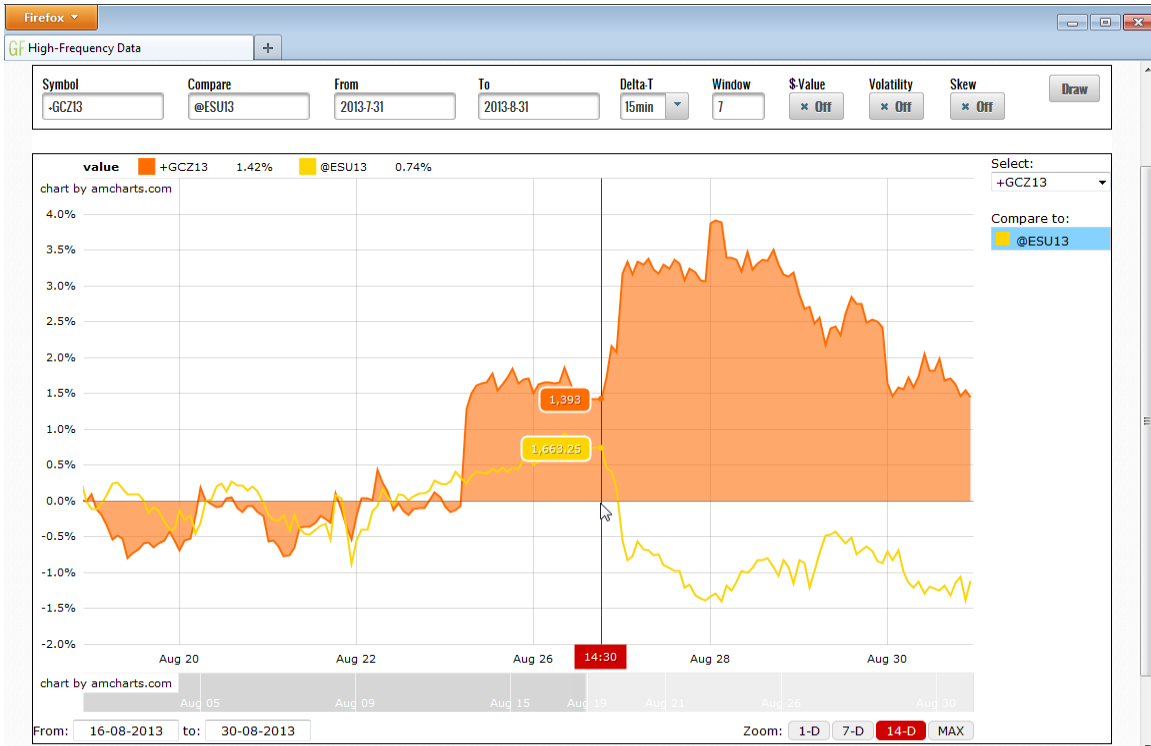 Firefox
GF High-Frequency Data
Symbol Compare From To Delta-T Window $-Value Volatility Skew
+GCZ13 @ESU13 2013-7-31 2013-8-31 15min 7 × Off × Off × Off Draw
value +GCZ13 1.42% @ESU13 0.74%
Select:
+GCZ13
Compare to:
@ESU13
chart by amcharts.com
4.0%
3.5%
3.0%
2.5%
2.0%
1.5%
1.0%
0.5%
0.0%
-0.5%
-1.0%
-1.5%
-2.0%
1,393
1,663.25
Aug 20 Aug 22 Aug 26 14:30 Aug 28 Aug 30
chart by amcharts.com
Aug 05 Aug 09 Aug 15 Aug 19 Aug 21 Aug 26 Aug 30
From: 16-08-2013 to: 30-08-2013 Zoom: 1-D 7-D 14-D MAX